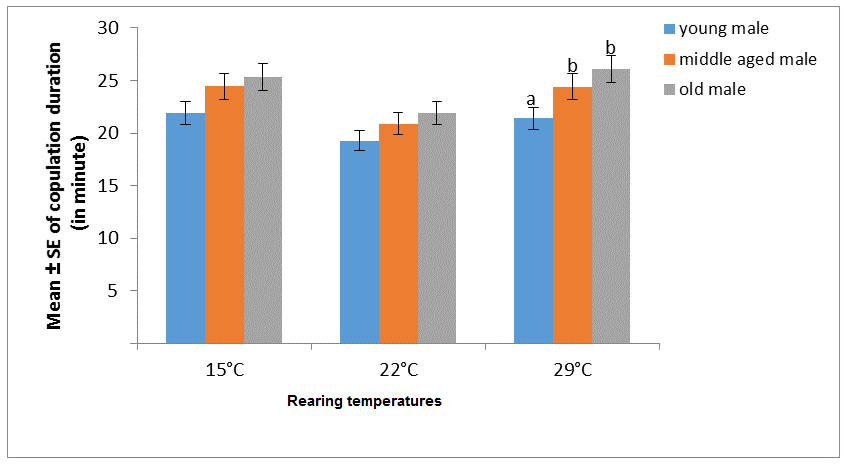 30
25
20
15
10
5
Mean ± SE of copulation duration
(in minute)
a
b
b
young male
middle aged male
old male
15°C
22°C
29°C
Rearing temperatures